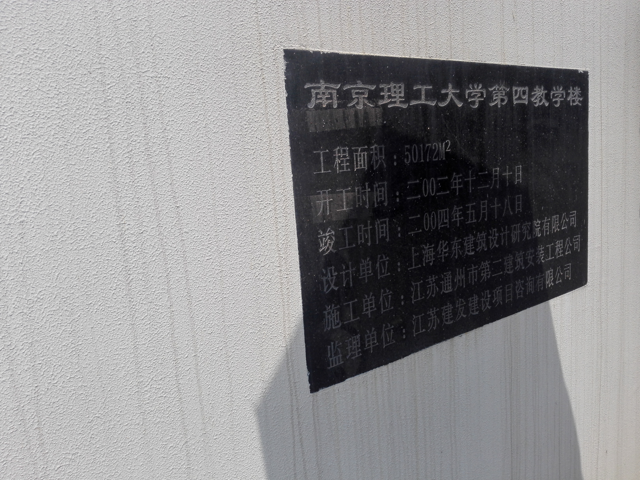 南京理工大学第四教学楼
工程面积：50172M²
开工时间：二00二年十二月十日
竣工时间：二00四年五月十八日
设计单位：上海华东建筑设计研究院有限公司
施工单位：江苏通州市第二建筑安装工程公司
监理单位：江苏建发建设项目咨询有限公司